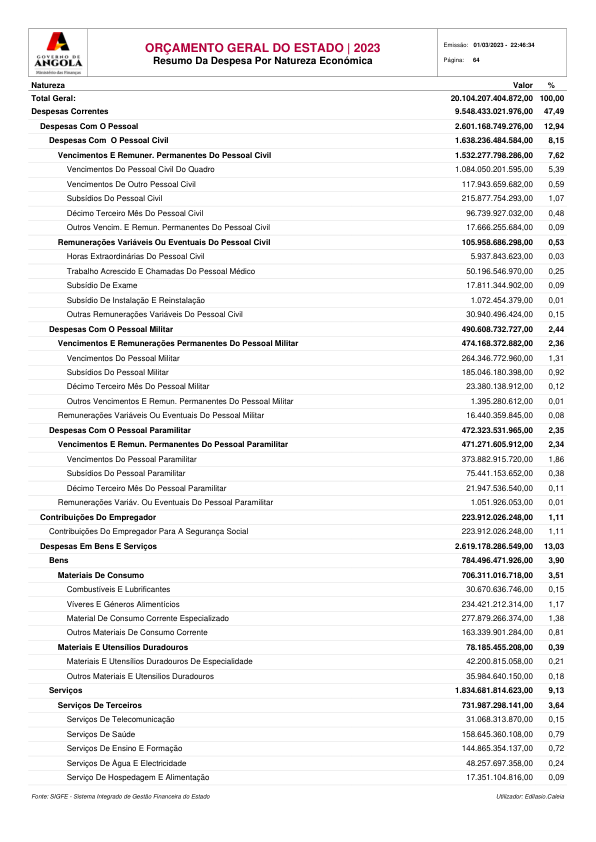 GOVERNO DE
ANGOLA
Ministério das Finanças
ORÇAMENTO GERAL DO ESTADO | 2023
Resumo Da Despesa Por Natureza Económica
Emissão: 01/03/2023 - 22:46:34
Página: 64
Natureza Valor %
Total Geral: 20.104.207.404.872,00 100,00
Despesas Correntes 9.548.433.021.976,00 47,49
Despesas Com O Pessoal 2.601.168.749.276,00 12,94
Despesas Com O Pessoal Civil 1.638.236.484.584,00 8,15
Vencimentos E Remuner. Permanentes Do Pessoal Civil 1.532.277.798.286,00 7,62
Vencimentos Do Pessoal Civil Do Quadro 1.084.050.201.595,00 5,39
Vencimentos De Outro Pessoal Civil 117.943.659.682,00 0,59
Subsídios Do Pessoal Civil 215.877.754.293,00 1,07
Décimo Terceiro Mês Do Pessoal Civil 96.739.927.032,00 0,48
Outros Vencim. E Remun. Permanentes Do Pessoal Civil 17.666.255.684,00 0,09
Remunerações Variáveis Ou Eventuais Do Pessoal Civil 105.958.686.298,00 0,53
Horas Extraordinárias Do Pessoal Civil 5.937.843.623,00 0,03
Trabalho Acrescido E Chamadas Do Pessoal Médico 50.196.546.970,00 0,25
Subsídio De Exame 17.811.344.902,00 0,09
Subsídio De Instalação E Reinstalação 1.072.454.379,00 0,01
Outras Remunerações Variáveis Do Pessoal Civil 30.940.496.424,00 0,15
Despesas Com O Pessoal Militar 490.608.732.727,00 2,44
Vencimentos E Remunerações Permanentes Do Pessoal Militar 474.168.372.882,00 2,36
Vencimentos Do Pessoal Militar 264.346.772.960,00 1,31
Subsídios Do Pessoal Militar 185.046.180.398,00 0,92
Décimo Terceiro Mês Do Pessoal Militar 23.380.138.912,00 0,12
Outros Vencimentos E Remun. Permanentes Do Pessoal Militar 1.395.280.612,00 0,01
Remunerações Variáveis Ou Eventuais Do Pessoal Militar 16.440.359.845,00 0,08
Despesas Com O Pessoal Paramilitar 472.323.531.965,00 2,35
Vencimentos E Remun. Permanentes Do Pessoal Paramilitar 471.271.605.912,00 2,34
Vencimentos Do Pessoal Paramilitar 373.882.915.720,00 1,86
Subsídios Do Pessoal Paramilitar 75.441.153.652,00 0,38
Décimo Terceiro Mês Do Pessoal Paramilitar 21.947.536.540,00 0,11
Remunerações Variáv. Ou Eventuais Do Pessoal Paramilitar 1.051.926.053,00 0,01
Contribuições Do Empregador 223.912.026.248,00 1,11
Contribuições Do Empregador Para A Segurança Social 223.912.026.248,00 1,11
Despesas Em Bens E Serviços 2.619.178.286.549,00 13,03
Bens 784.496.471.926,00 3,90
Materiais De Consumo 706.311.016.718,00 3,51
Combustíveis E Lubrificantes 30.670.636.746,00 0,15
Víveres E Géneros Alimentícios 234.421.212.314,00 1,17
Material De Consumo Corrente Especializado 277.879.266.374,00 1,38
Outros Materiais De Consumo Corrente 163.339.901.284,00 0,81
Materiais E Utensílios Duradouros 78.185.455.208,00 0,39
Materiais E Utensílios Duradouros De Especialidade 42.200.815.058,00 0,21
Outros Materiais E Utensílios Duradouros 35.984.640.150,00 0,18
Serviços 1.834.681.814.623,00 9,13
Serviços De Terceiros 731.987.298.141,00 3,64
Serviços De Telecomunicação 31.068.313.870,00 0,15
Serviços De Saúde 158.645.360.108,00 0,79
Serviços De Ensino E Formação 144.865.354.137,00 0,72
Serviços De Água E Electricidade 48.257.697.358,00 0,24
Serviço De Hospedagem E Alimentação 17.351.104.816,00 0,09
Fonte: SIGFE - Sistema Integrado de Gestão Financeira do Estado Utilizador: Edilasio.Caleia